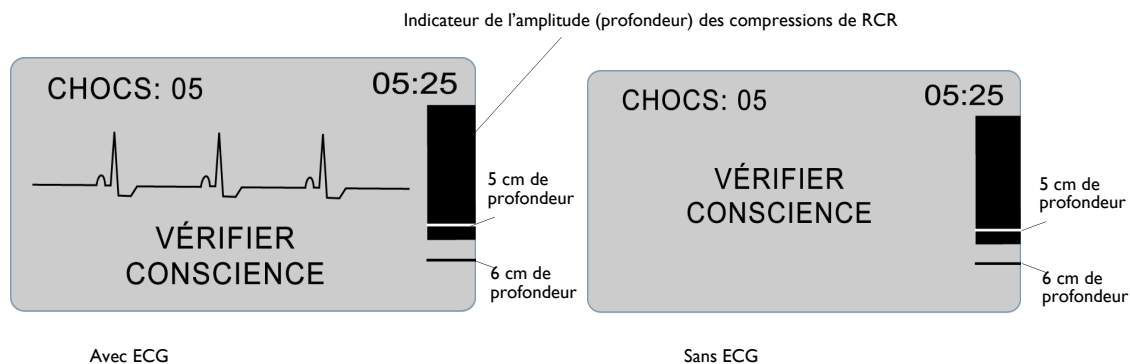 Indicateur de l’amplitude (profondeur) des compressions de RCR
CHOCS: 05
05:25
5 cm de
profondeur
VÉRIFIER
CONSCIENCE
6 cm de
profondeur
Avec ECG
CHOCS: 05
05:25
VÉRIFIER
CONSCIENCE
5 cm de
profondeur
6 cm de
profondeur
Sans ECG